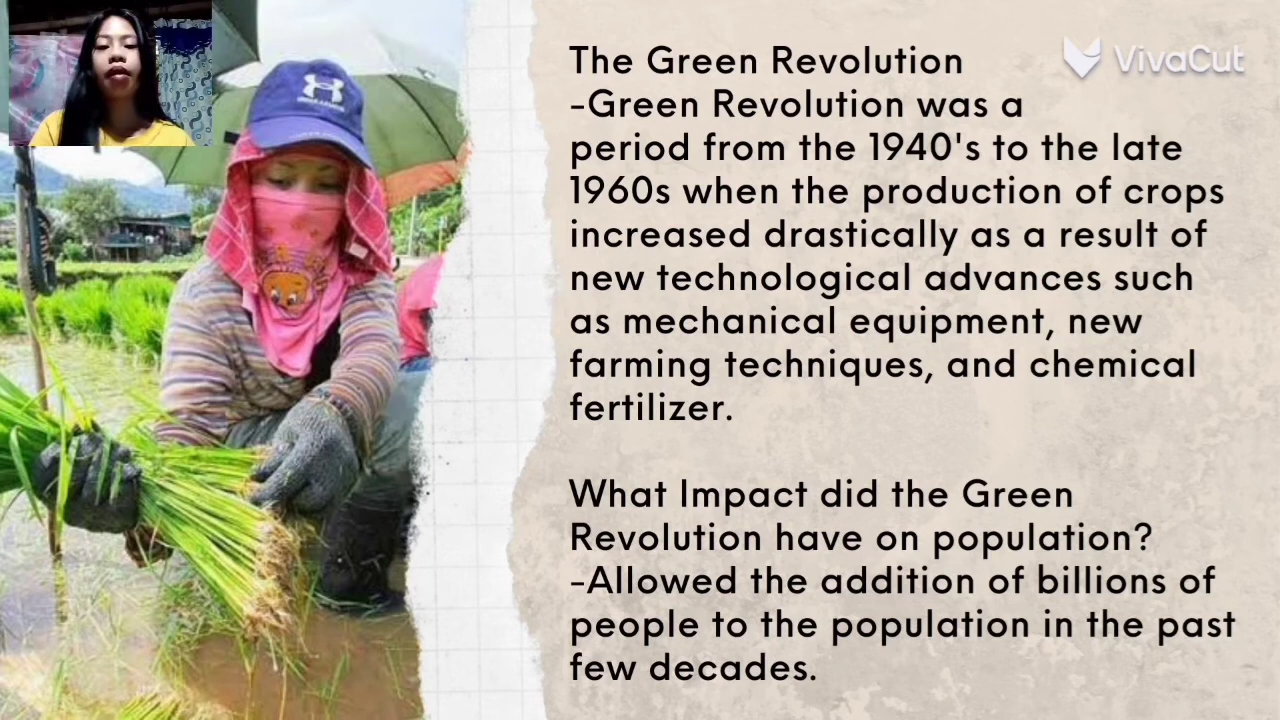 The Green Revolution
-Green Revolution was a
period from the 1940's to the late
1960s when the production of crops
increased drastically as a result of
new technological advances such
as mechanical equipment, new
farming techniques, and chemical
fertilizer.
What Impact did the Green
Revolution have on population?
-Allowed the addition of billions of
people to the population in the past
few decades.
VivaCut